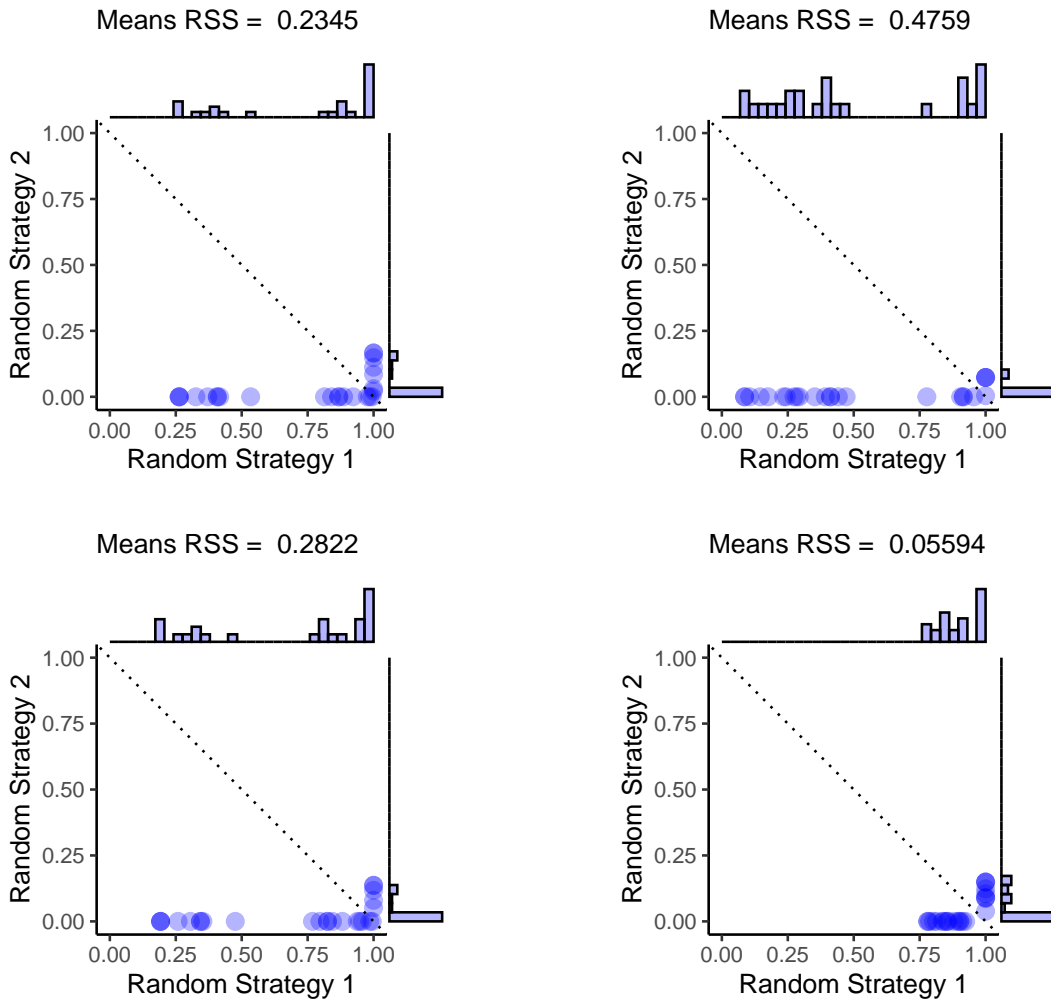 Means RSS =  0.2345
1.00
0.75
0.50
0.25
0.00
Random Strategy 2
0.00 0.25 0.50 0.75 1.00
Random Strategy 1
Means RSS =  0.4759
1.00
0.75
0.50
0.25
0.00
Random Strategy 2
0.00 0.25 0.50 0.75 1.00
Random Strategy 1
Means RSS =  0.2822
1.00
0.75
0.50
0.25
0.00
Random Strategy 2
0.00 0.25 0.50 0.75 1.00
Random Strategy 1
Means RSS =  0.05594
1.00
0.75
0.50
0.25
0.00
Random Strategy 2
0.00 0.25 0.50 0.75 1.00
Random Strategy 1